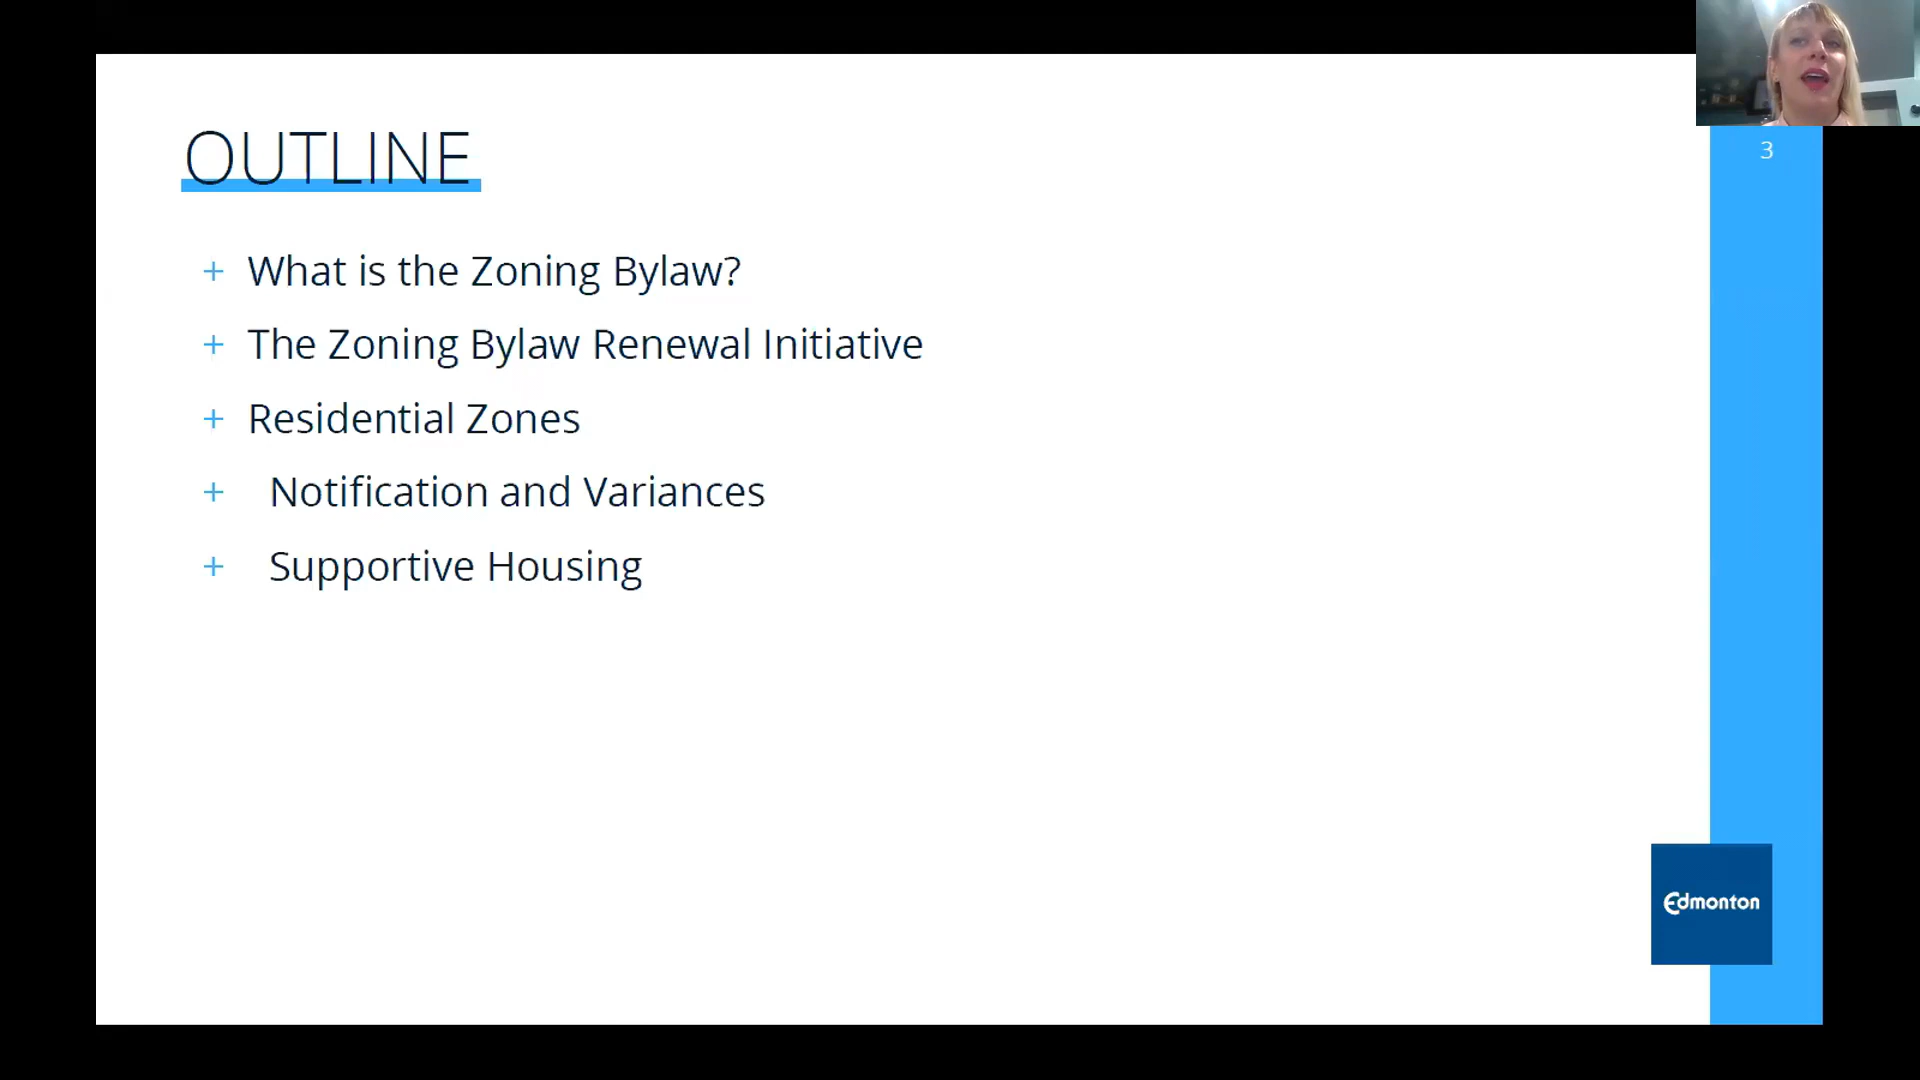 OUTLINE
3
+ What is the Zoning Bylaw?
+ The Zoning Bylaw Renewal Initiative
+ Residential Zones
+ Notification and Variances
+ Supportive Housing
Edmonton